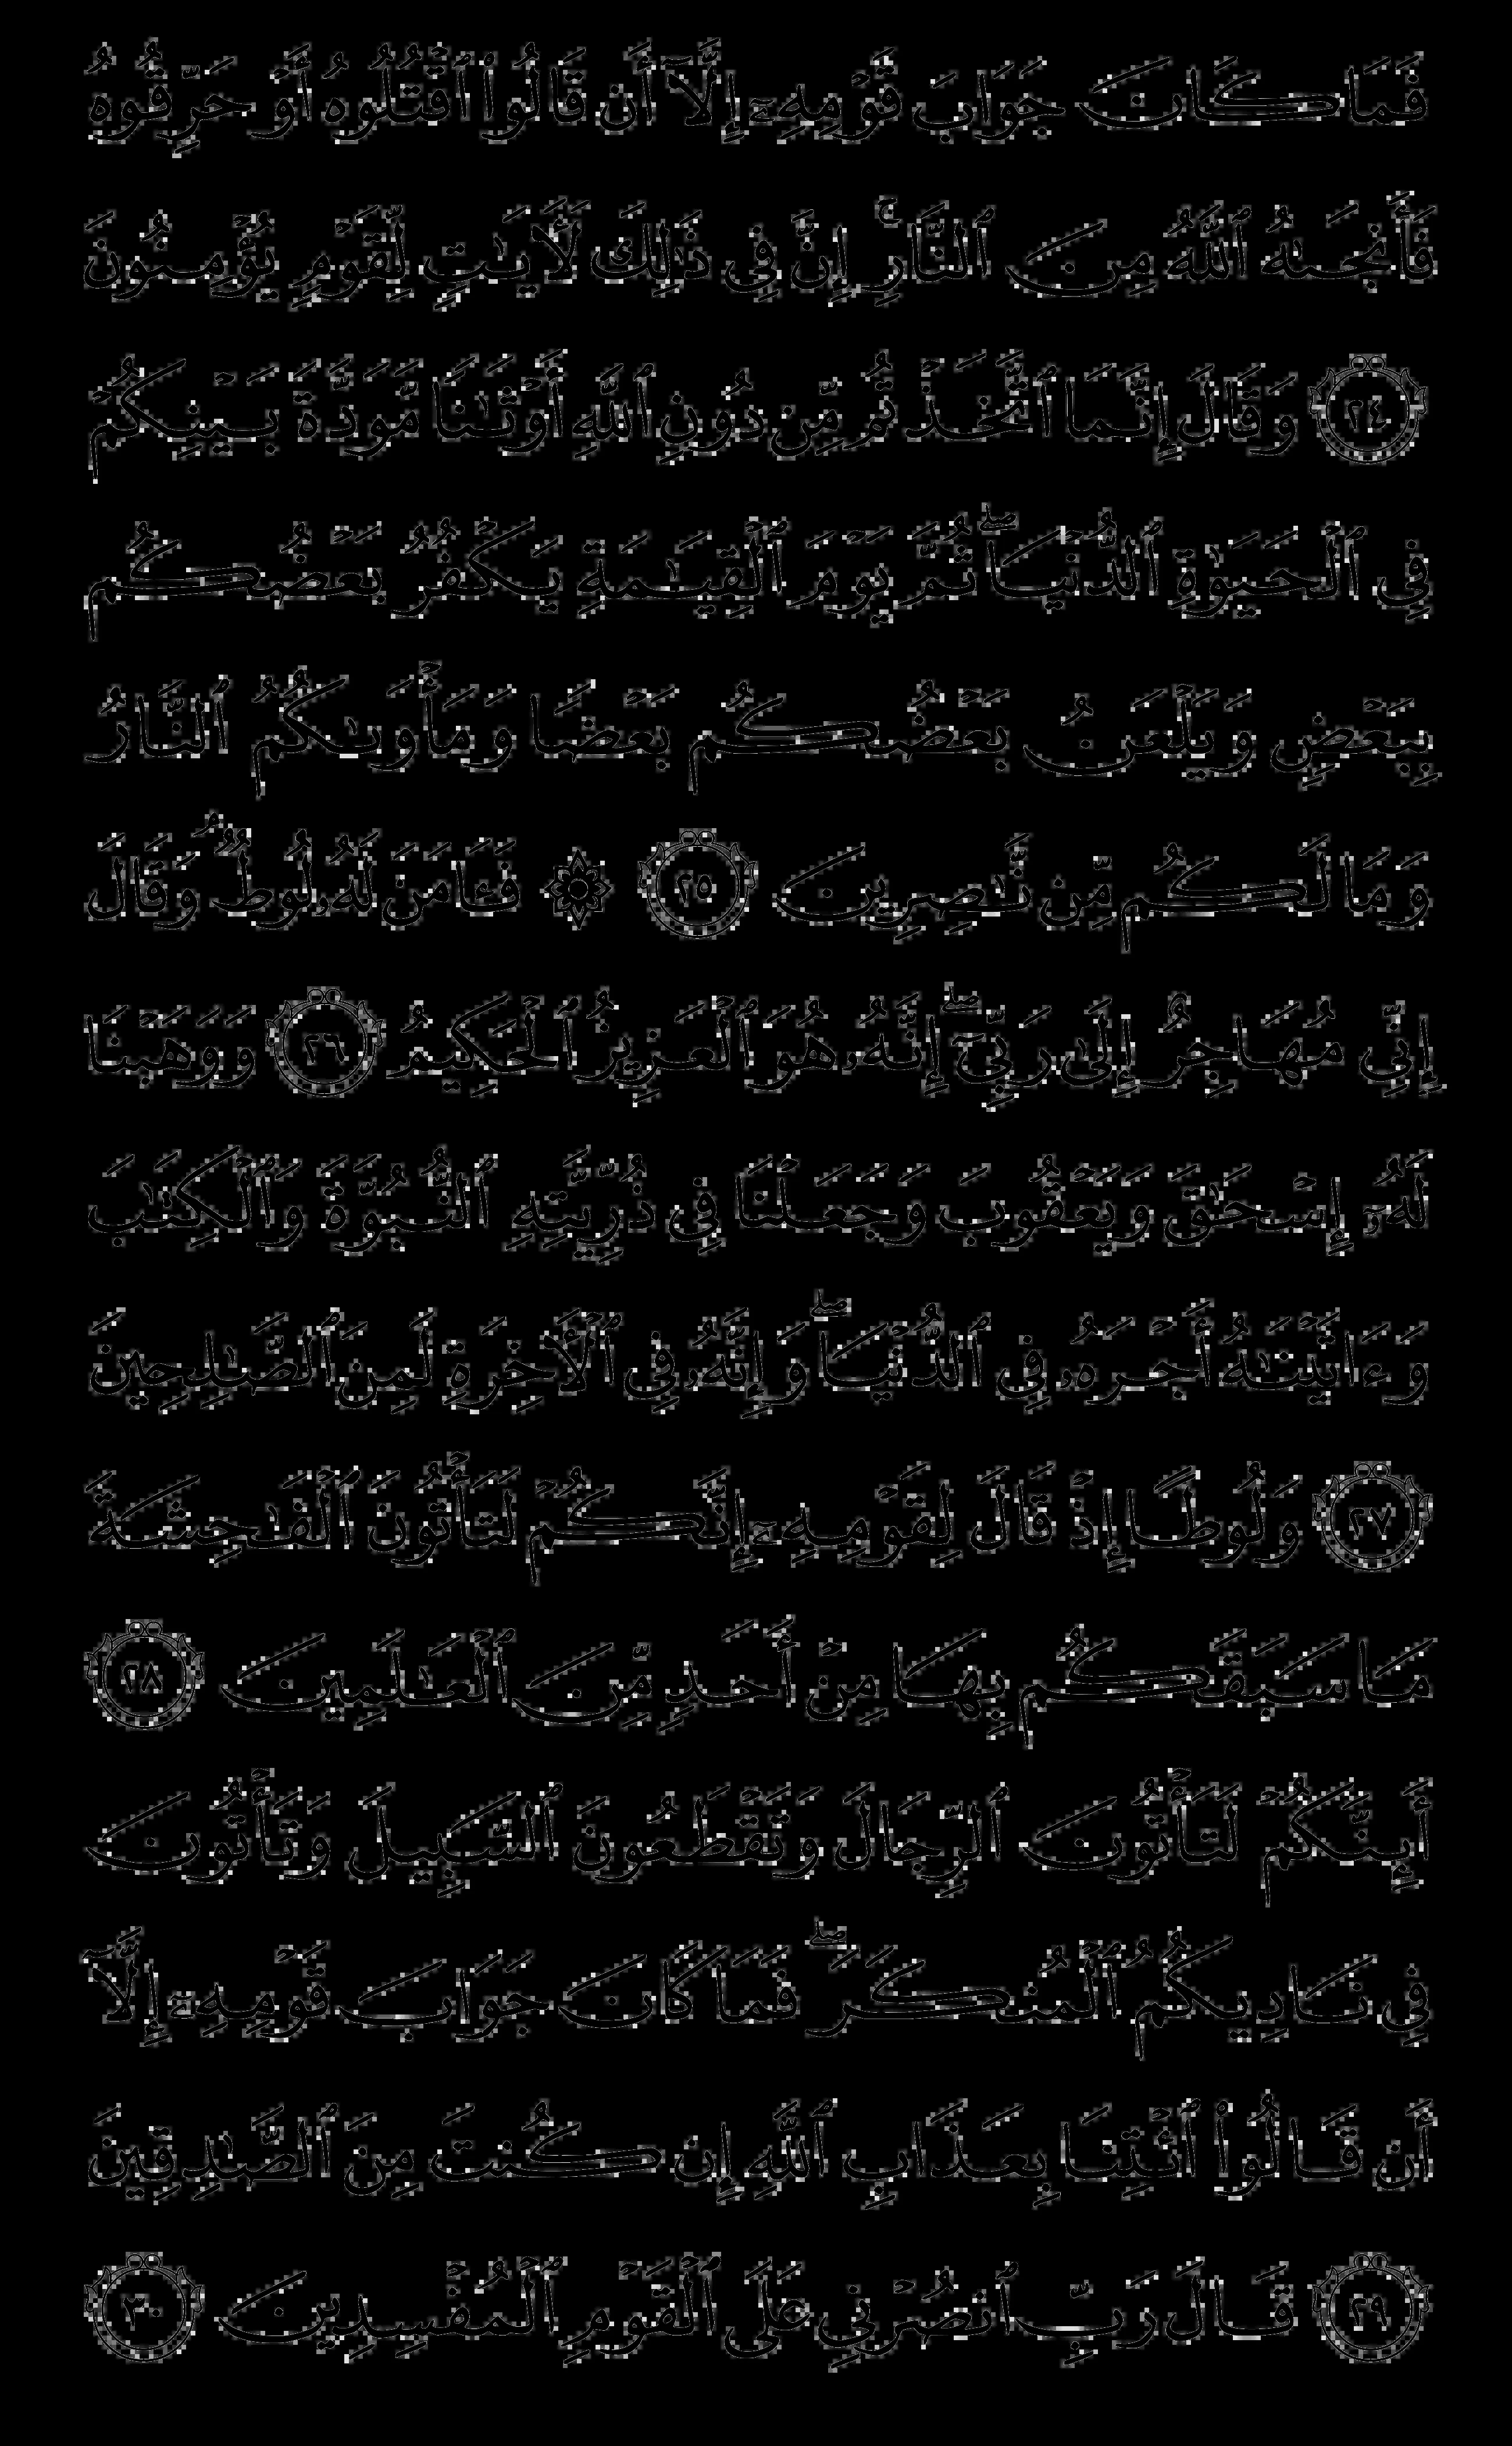 فَمَا كَانَ جَوَابَ قَوْمِهِۦٓ إِلَّآ أَن قَالُوا۟ ٱقْتُلُوهُ أَوْ حَرِّقُوهُ
فَأَنجَىٰهُ ٱللَّهُ مِنَ ٱلنَّارِ ۚ إِنَّ فِى ذَٰلِكَ لَـَٔايَـٰتٍ لِّقَوْمٍ يُؤْمِنُونَ
٢٤ وَقَالَ إِنَّمَا ٱتَّخَذْتُم مِّن دُونِ ٱللَّهِ أَوْثَـٰنًا مَّوَدَّةَ بَيْنِكُمْ
فِى ٱلْحَيَوٰةِ ٱلدُّنْيَا ۖ ثُمَّ يَوْمَ ٱلْقِيَـٰمَةِ يَكْفُرُ بَعْضُكُم
بِبَعْضٍ وَيَلْعَنُ بَعْضُكُم بَعْضًا وَمَأْوَىٰكُمُ ٱلنَّارُ
وَمَا لَكُم مِّن نَّـٰصِرِينَ ٢٥ ۞ فَـَٔامَنَ لَهُۥ لُوطٌ ۘ وَقَالَ
إِنِّى مُهَاجِرٌ إِلَىٰ رَبِّىٓ ۖ إِنَّهُۥ هُوَ ٱلْعَزِيزُ ٱلْحَكِيمُ ٢٦ وَوَهَبْنَا
لَهُۥٓ إِسْحَـٰقَ وَيَعْقُوبَ وَجَعَلْنَا فِى ذُرِّيَّتِهِ ٱلنُّبُوَّةَ وَٱلْكِتَـٰبَ
وَءَاتَيْنَـٰهُ أَجْرَهُۥ فِى ٱلدُّنْيَا ۖ وَإِنَّهُۥ فِى ٱلْـَٔاخِرَةِ لَمِنَ ٱلصَّـٰلِحِينَ
٢٧ وَلُوطًا إِذْ قَالَ لِقَوْمِهِۦٓ إِنَّكُمْ لَتَأْتُونَ ٱلْفَـٰحِشَةَ
مَا سَبَقَكُم بِهَا مِنْ أَحَدٍ مِّنَ ٱلْعَـٰلَمِينَ ٢٨
أَئِنَّكُمْ لَتَأْتُونَ ٱلرِّجَالَ وَتَقْطَعُونَ ٱلسَّبِيلَ وَتَأْتُونَ
فِى نَادِيكُمُ ٱلْمُنكَرَ ۖ فَمَا كَانَ جَوَابَ قَوْمِهِۦٓ إِلَّآ
أَن قَالُوا۟ ٱئْتِنَا بِعَذَابِ ٱللَّهِ إِن كُنتَ مِنَ ٱلصَّـٰدِقِينَ
٢٩ قَالَ رَبِّ ٱنصُرْنِى عَلَى ٱلْقَوْمِ ٱلْمُفْسِدِينَ ٣٠